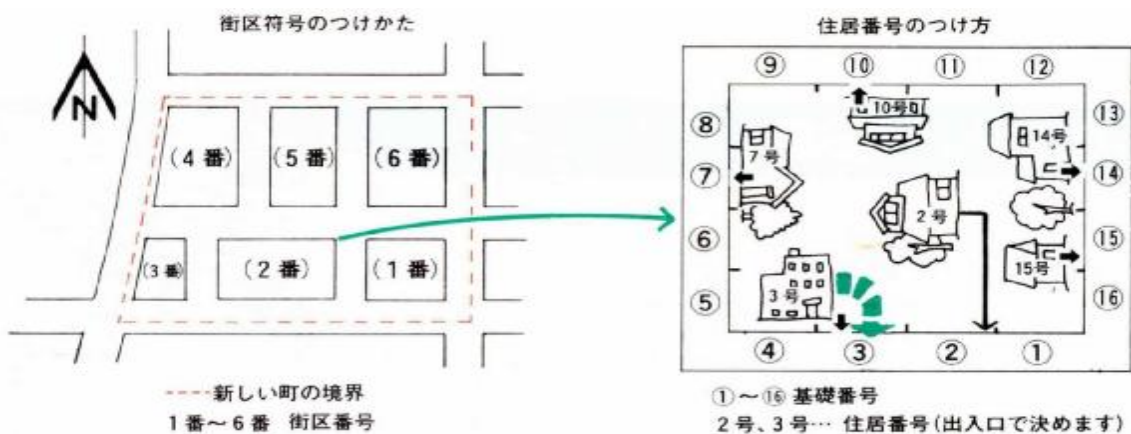 街区符号のつけかた
N
(4番)
(5番)
(6番)
(3番)
(2番)
(1番)
新しい町の境界
1番～6番 街区番号
住居番号のつけ方
⑨
⑩
⑪
⑫
⑧
⑦
⑥
⑤
10号
7号
14号
2号
3号
15号
⑬
⑭
⑮
⑯
④
③
②
①
①～⑯ 基礎番号
2号、3号… 住居番号(出入口で決めます)